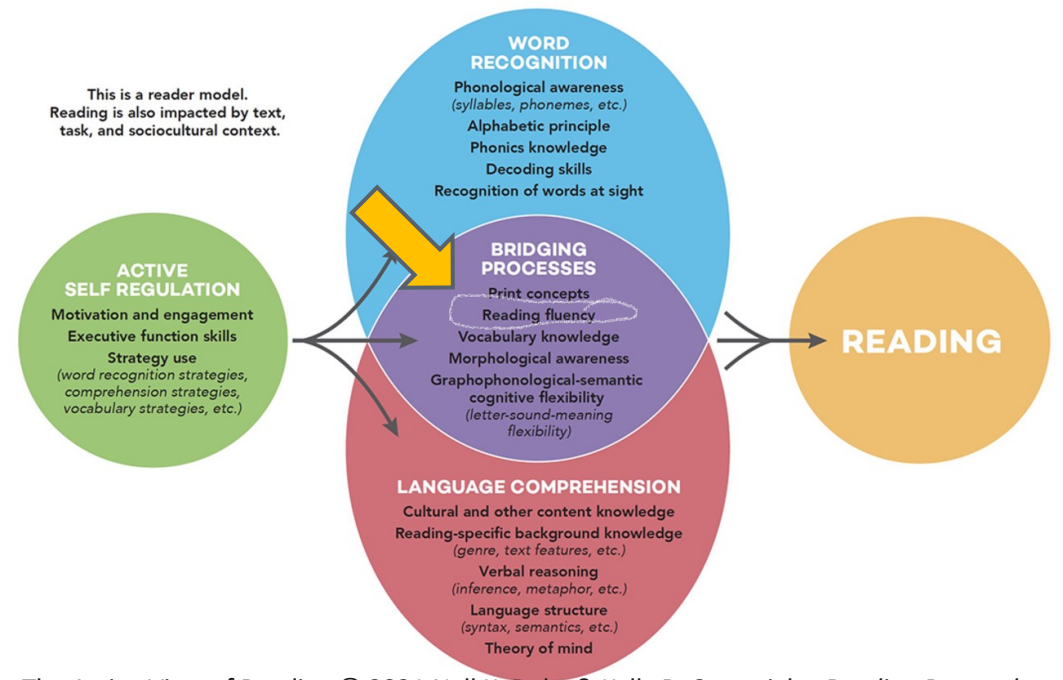 This is a reader model.
Reading is also impacted by text,
task, and sociocultural context.
WORD
RECOGNITION
Phonological awareness
(syllables, phonemes, etc.)
Alphabetic principle
Phonics knowledge
Decoding skills
Recognition of words at sight
ACTIVE
SELF REGULATION
Motivation and engagement
Executive function skills
Strategy use
(word recognition strategies,
comprehension strategies,
vocabulary strategies, etc.)
BRIDGING
PROCESSES
Print concepts
Reading fluency
Vocabulary knowledge
Morphological awareness
Graphophonological-semantic
cognitive flexibility
(letter-sound-meaning
flexibility)
LANGUAGE COMPREHENSION
Cultural and other content knowledge
Reading-specific background knowledge
(genre, text features, etc.)
Verbal reasoning
(inference, metaphor, etc.)
Language structure
(syntax, semantics, etc.)
Theory of mind
READING